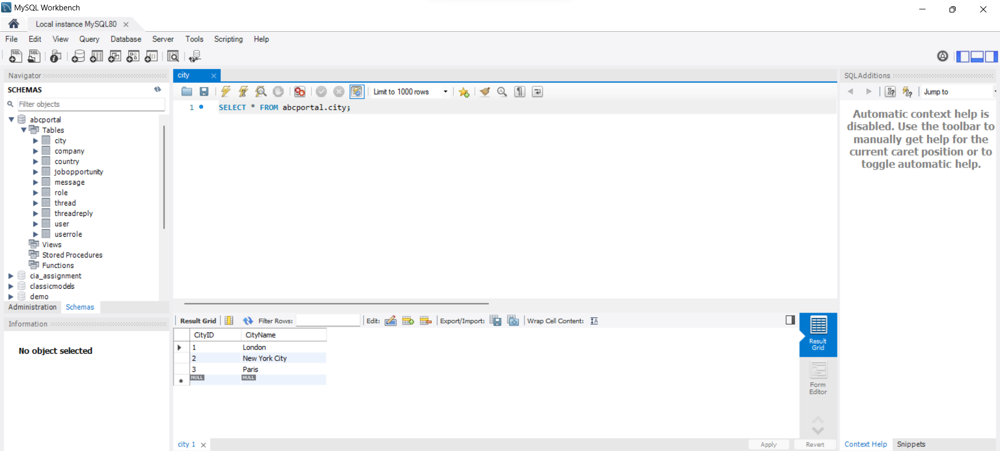 MySQL Workbench
Local instance MySQL80
File Edit View Query Database Server Tools Scripting Help
Navigator
SCHEMAS
Filter objects
abcportal
Tables
city
company
country
jobopportunity
message
role
thread
threadreply
user
userrole
Views
Stored Procedures
Functions
cia_assignment
classicmodels
demo
Administration Schemas
Information
No object selected
city
Limit to 1000 rows
1 SELECT * FROM abcportal.city;
Result Grid Filter Rows: Edit: Export/Import: Wrap Cell Content:
CityID CityName
1 London
2 New York City
3 Paris
NULL NULL
Result
Grid
Form
Editor
city 1
Apply Revert
SQLAdditions
Jump to
Automatic context help is
disabled. Use the toolbar to
manually get help for the
current caret position or to
toggle automatic help.
Context Help Snippets